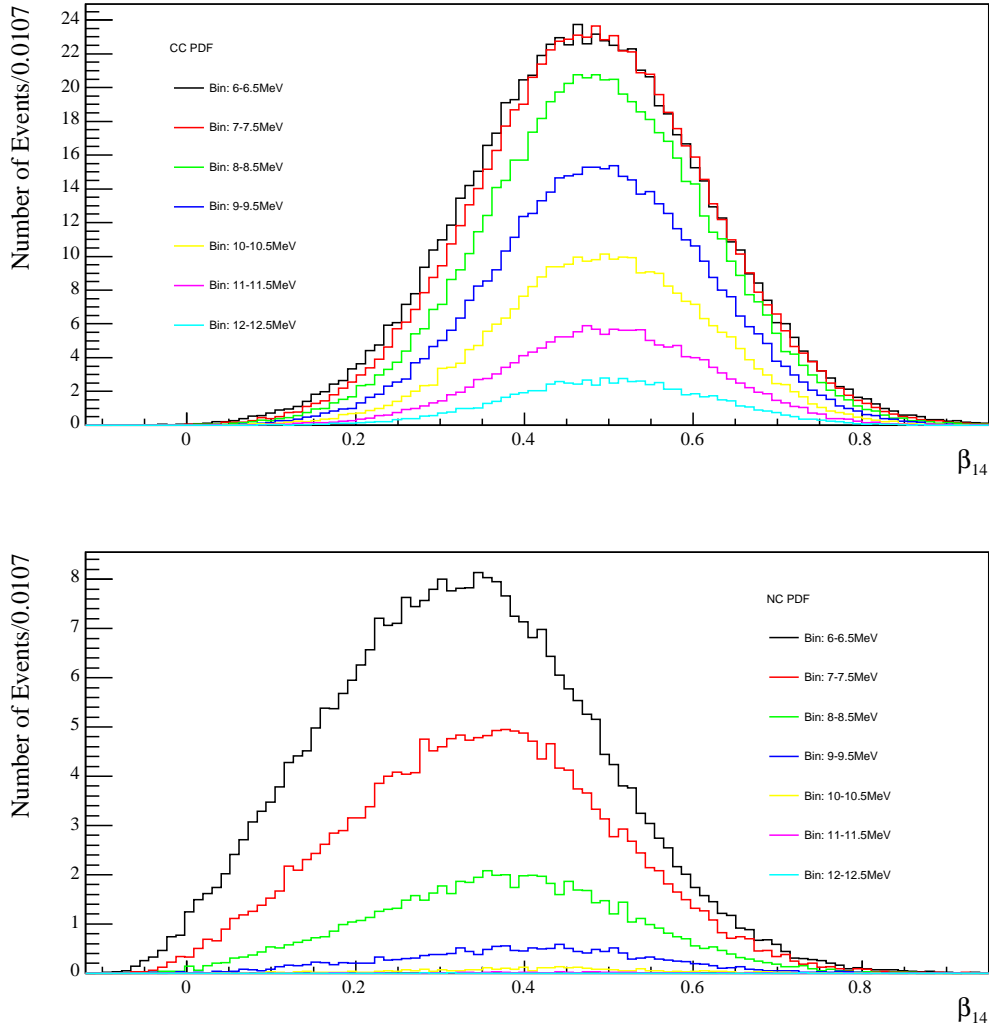 Number of Events/0.0107
24
22
20
18
16
14
12
10
8
6
4
2
0
CC PDF
Bin: 6-6.5MeV
Bin: 7-7.5MeV
Bin: 8-8.5MeV
Bin: 9-9.5MeV
Bin: 10-10.5MeV
Bin: 11-11.5MeV
Bin: 12-12.5MeV
0 0.2 0.4 0.6 0.8
β14
Number of Events/0.0107
8
7
6
5
4
3
2
1
0
NC PDF
Bin: 6-6.5MeV
Bin: 7-7.5MeV
Bin: 8-8.5MeV
Bin: 9-9.5MeV
Bin: 10-10.5MeV
Bin: 11-11.5MeV
Bin: 12-12.5MeV
0 0.2 0.4 0.6 0.8
β14